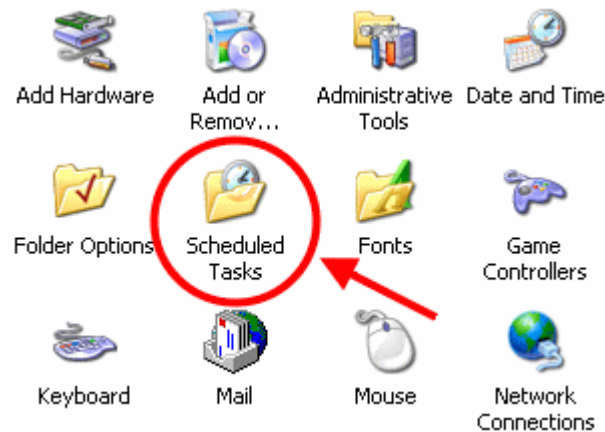 Add Hardware
Add or
Remov...
Administrative
Tools
Date and Time
Folder Options
Scheduled
Tasks
Fonts
Game
Controllers
Keyboard
Mail
Mouse
Network
Connections